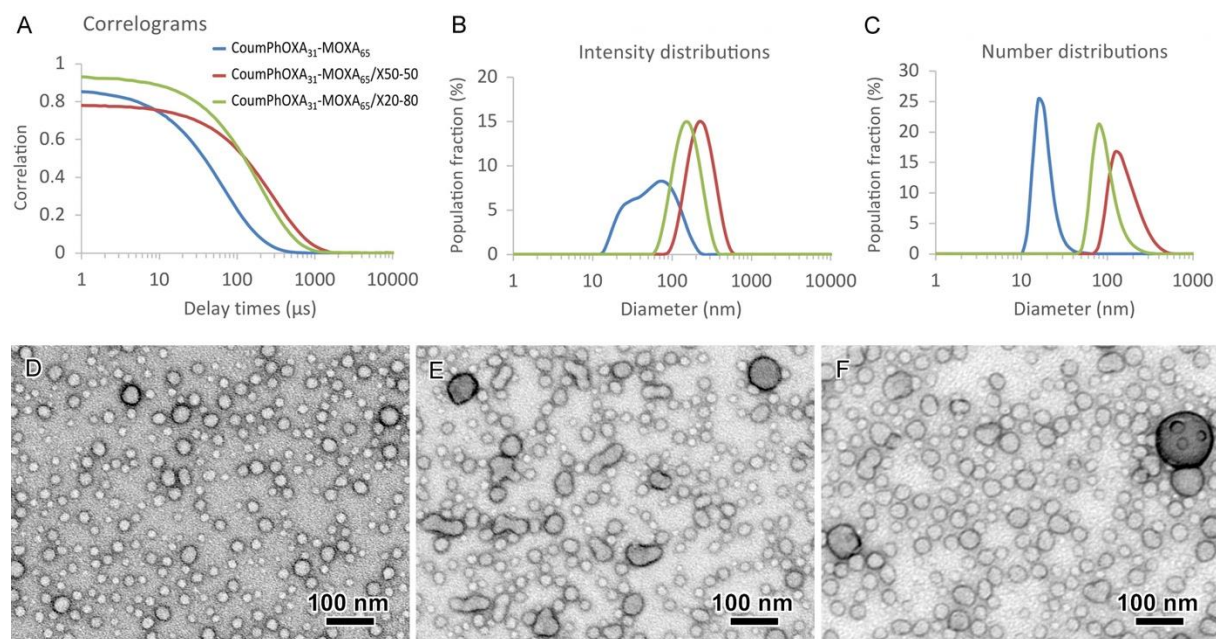 A
Correlograms
CoumPhOXA₃₁-MOXA₆₅
CoumPhOXA₃₁-MOXA₆₅/X50-50
CoumPhOXA₃₁-MOXA₆₅/X20-80
1
0.8
0.6
0.4
0.2
0
Correlation
1 10 100 1000 10000
Delay times (µs)
B
Intensity distributions
20
15
10
5
0
Population fraction (%)
1 10 100 1000 10000
Diameter (nm)
C
Number distributions
30
25
20
15
10
5
0
Population fraction (%)
1 10 100 1000
Diameter (nm)
D
100 nm
E
100 nm
F
100 nm